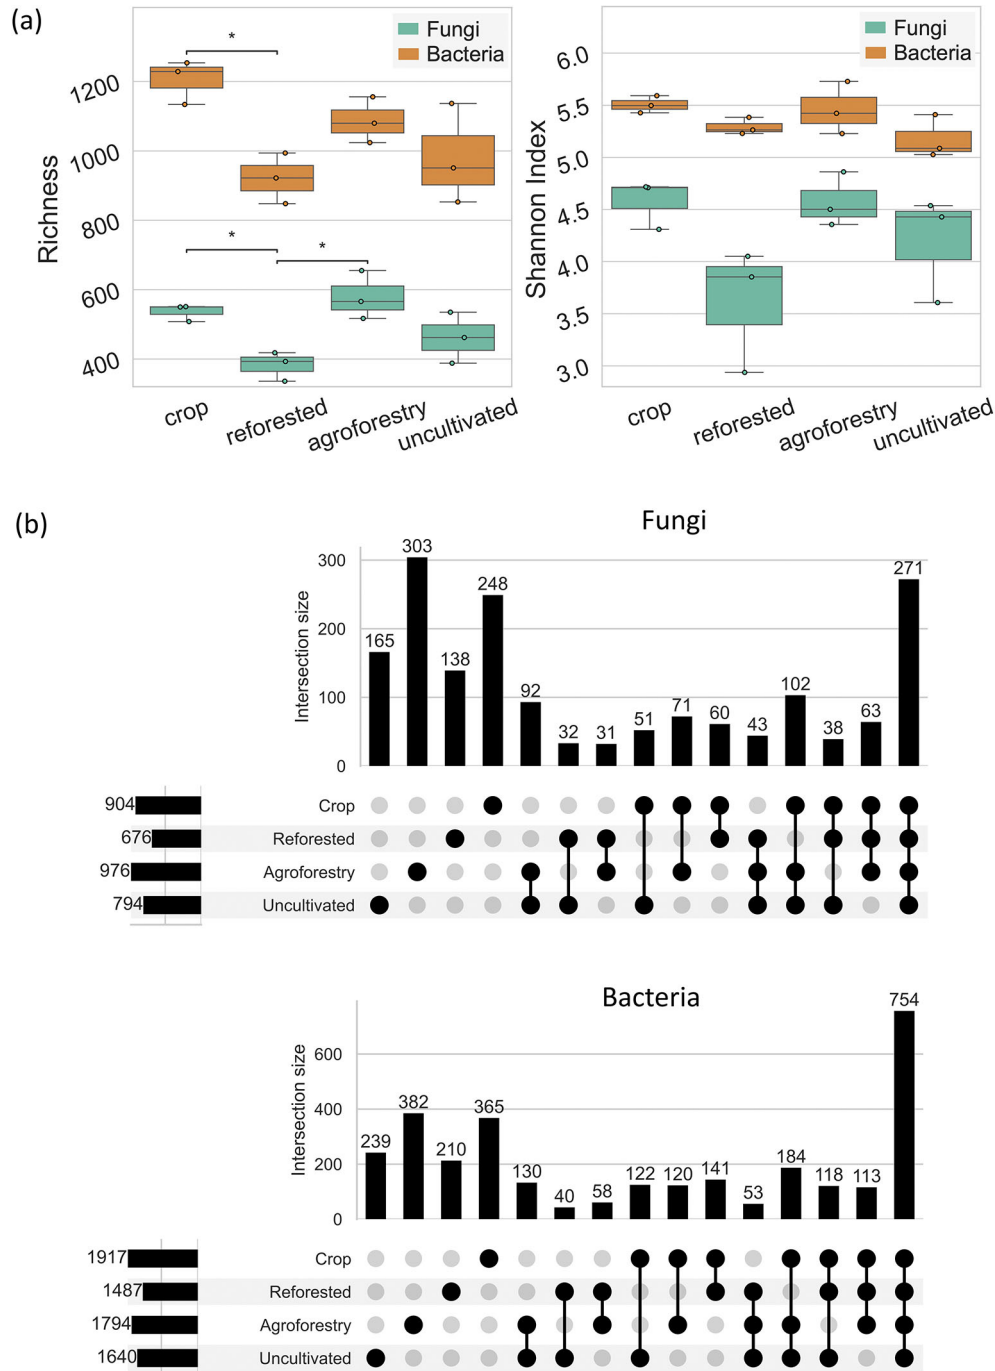 (a)
*
Fungi
Bacteria
1200
1000
800
600
400
Richness
*
*
crop
reforested
agroforestry
uncultivated
Fungi
Bacteria
6.0
5.5
5.0
4.5
4.0
3.5
3.0
Shannon Index
crop
reforested
agroforestry
uncultivated
(b)
Fungi
Intersection size
300
200
100
0
165
303
138
248
92
32
31
51
71
60
43
102
38
63
271
904
Crop
676
Reforested
976
Agroforestry
794
Uncultivated
Bacteria
Intersection size
600
400
200
0
239
382
210
365
130
40
58
122
120
141
53
184
118
113
754
1917
Crop
1487
Reforested
1794
Agroforestry
1640
Uncultivated